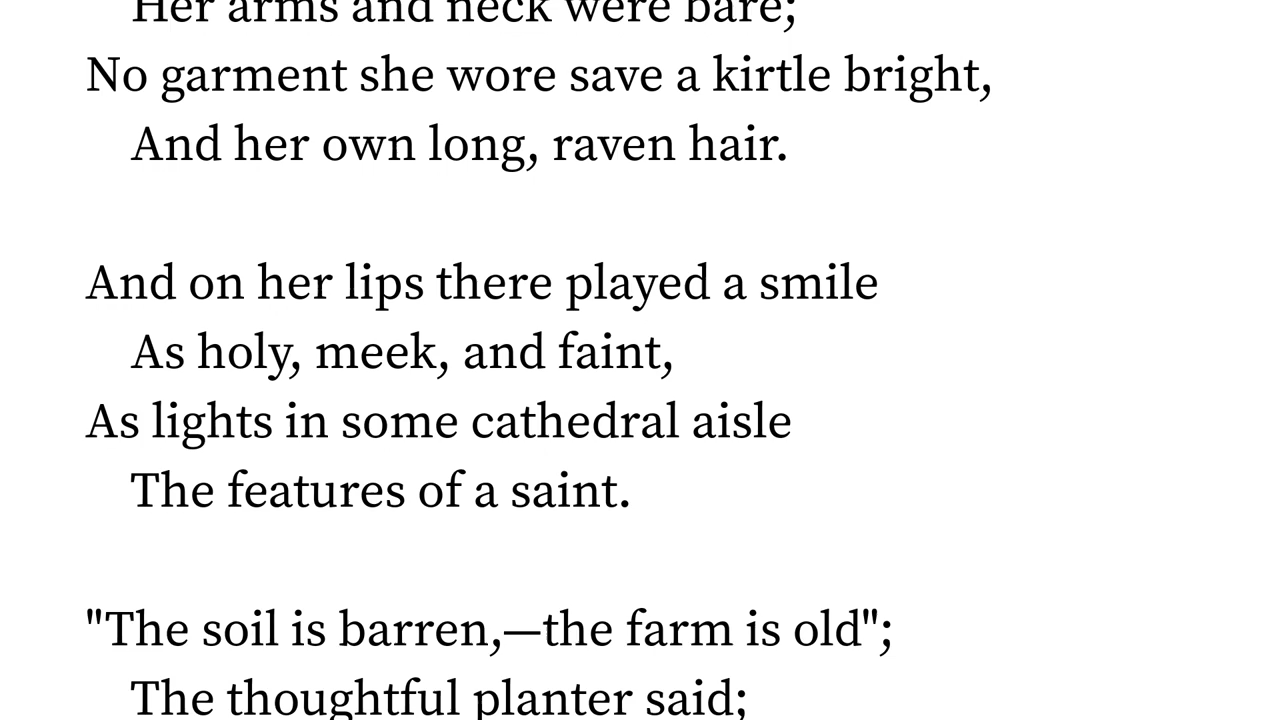 Her arms and neck were bare;
No garment she wore save a kirtle bright,
And her own long, raven hair.
And on her lips there played a smile
As holy, meek, and faint,
As lights in some cathedral aisle
The features of a saint.
"The soil is barren,—the farm is old";
The thoughtful planter said;